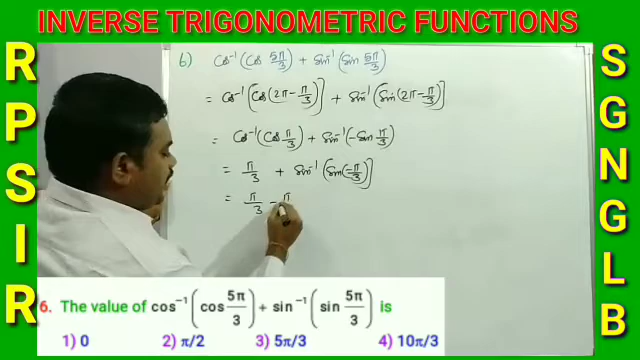 INVERSE TRIGONOMETRIC FUNCTIONS
R
P
S
I
R
6) Cos⁻¹(Cos 5π/3) + Sin⁻¹(Sin 5π/3)
= Cos⁻¹[Cos(2π - π/3)] + Sin⁻¹[Sin(2π - π/3)]
= Cos⁻¹(Cos π/3) + Sin⁻¹(-Sin π/3)
= π/3 + Sin⁻¹[Sin(-π/3)]
= π/3 - π
6. The value of cos⁻¹(cos 5π/3) + sin⁻¹(sin 5π/3) is
1) 0 2) π/2 3) 5π/3 4) 10π/3
S
G
N
G
L
B